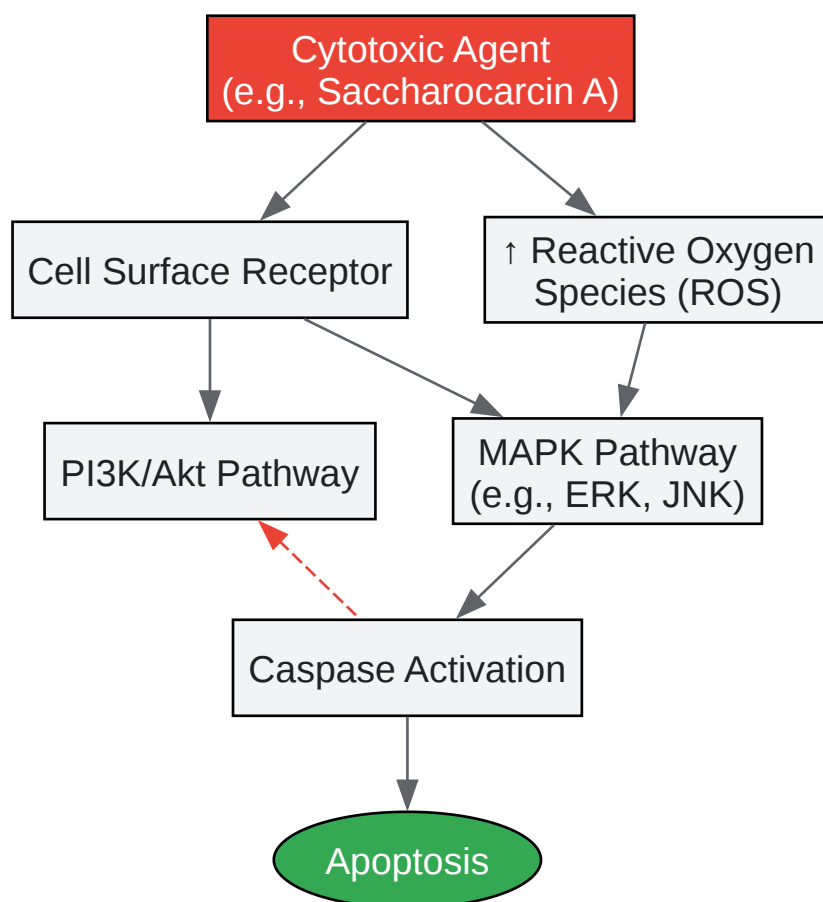 Cytotoxic Agent
(e.g., Saccharocarcin A)
Cell Surface Receptor
↑ Reactive Oxygen
Species (ROS)
PI3K/Akt Pathway
MAPK Pathway
(e.g., ERK, JNK)
Caspase Activation
Apoptosis